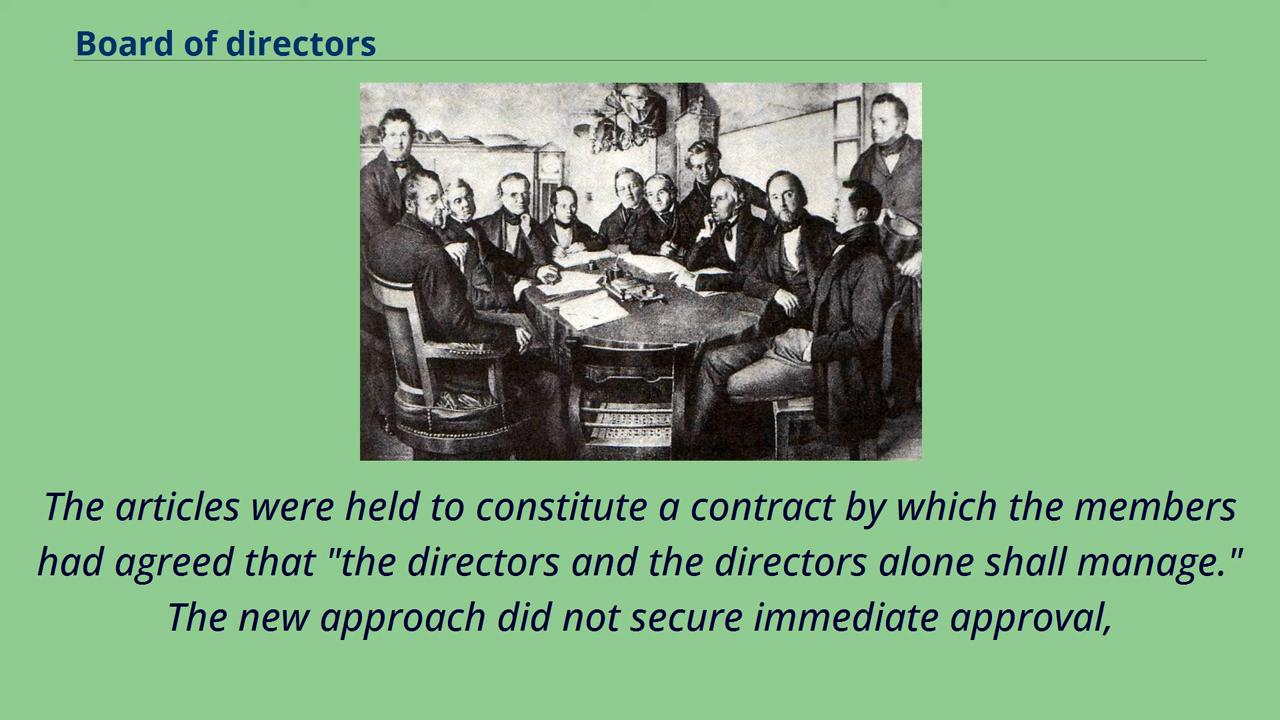 Board of directors
The articles were held to constitute a contract by which the members
had agreed that "the directors and the directors alone shall manage."
The new approach did not secure immediate approval,